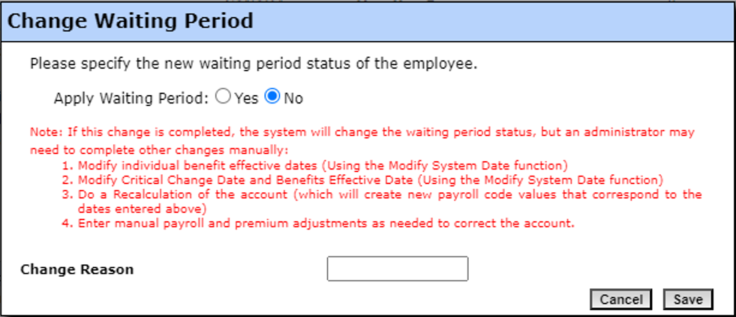 Change Waiting Period
Please specify the new waiting period status of the employee.
Apply Waiting Period: Yes No
Note: If this change is completed, the system will change the waiting period status, but an administrator may
need to complete other changes manually:
1. Modify individual benefit effective dates (Using the Modify System Date function)
2. Modify Critical Change Date and Benefits Effective Date (Using the Modify System Date function)
3. Do a Recalculation of the account (which will create new payroll code values that correspond to the
dates entered above)
4. Enter manual payroll and premium adjustments as needed to correct the account.
Change Reason
Cancel Save